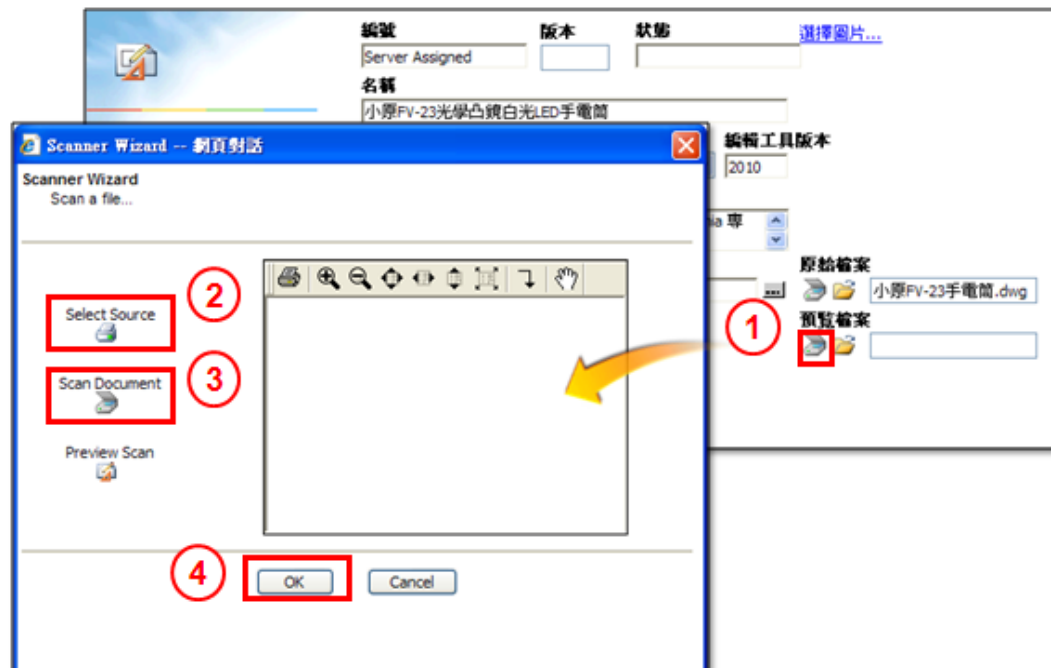 編號 版本 狀態 選擇圖片...
Server Assigned
名稱
小原FV-23光學凸鏡白光LED手電筒
Scanner Wizard -- 網頁對話
編輯工具版本
2010
Scanner Wizard
Scan a file...
專
原始檔案
小原FV-23手電筒.dwg
預覽檔案
1
2
Select Source
3
Scan Document
Preview Scan
4
OK Cancel